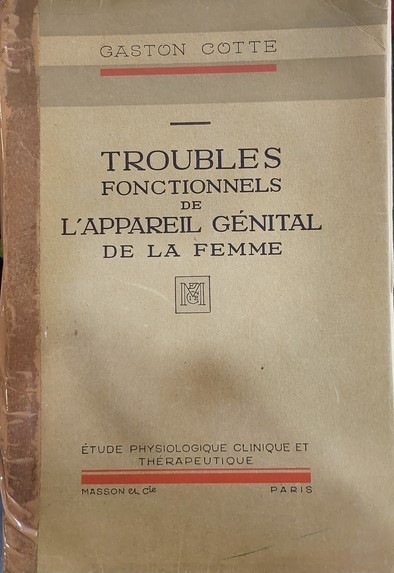 GASTON COTTE
TROUBLES
FONCTIONNELS
DE
L'APPAREIL GÉNITAL
DE LA FEMME
ÉTUDE PHYSIOLOGIQUE CLINIQUE ET
THÉRAPEUTIQUE
MASSON et Cie PARIS